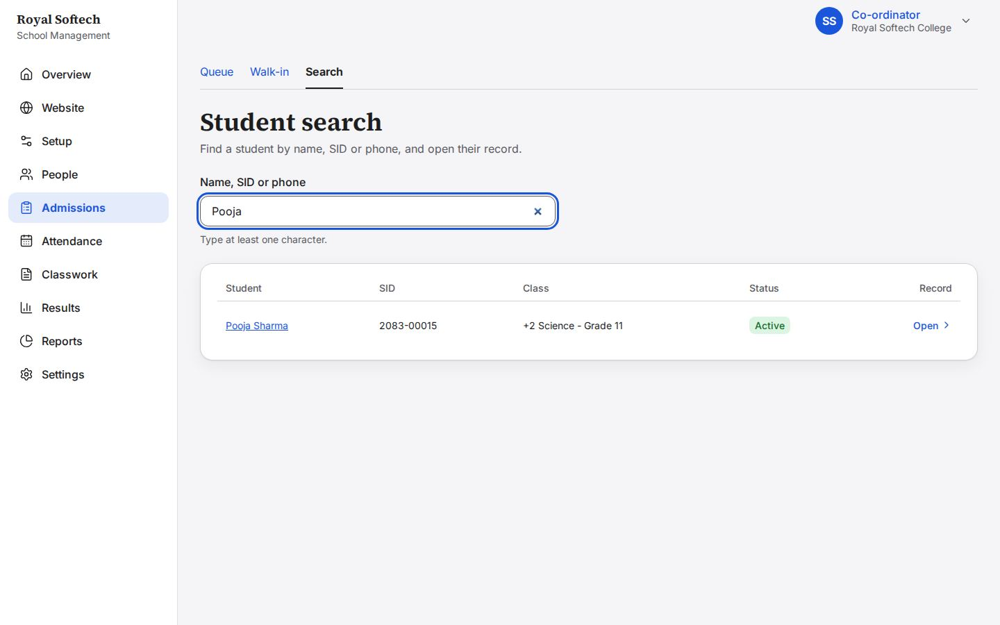 Royal Softech
School Management
SS
Co-ordinator
Royal Softech College
Overview
Website
Setup
People
Admissions
Attendance
Classwork
Results
Reports
Settings
Queue Walk-in Search
Student search
Find a student by name, SID or phone, and open their record.
Name, SID or phone
Pooja
Type at least one character.
Student SID Class Status Record
Pooja Sharma 2083-00015 +2 Science - Grade 11 Active Open